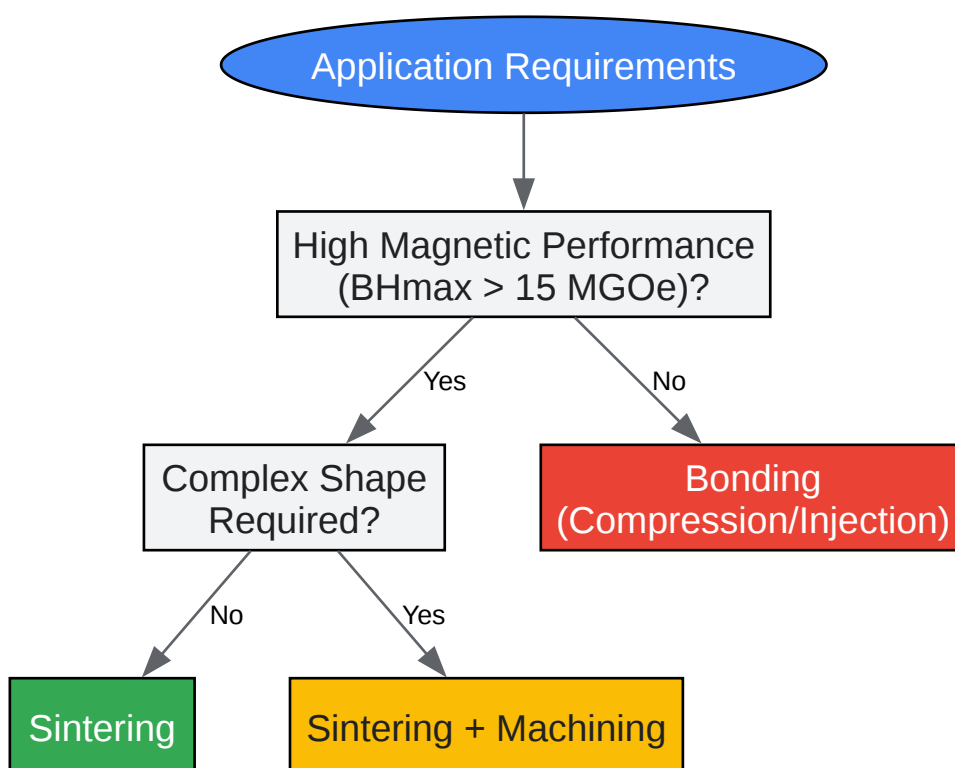 Application Requirements
High Magnetic Performance
(BHmax > 15 MGOe)?
Yes
No
Complex Shape
Required?
Bonding
(Compression/Injection)
No
Yes
Sintering
Sintering + Machining